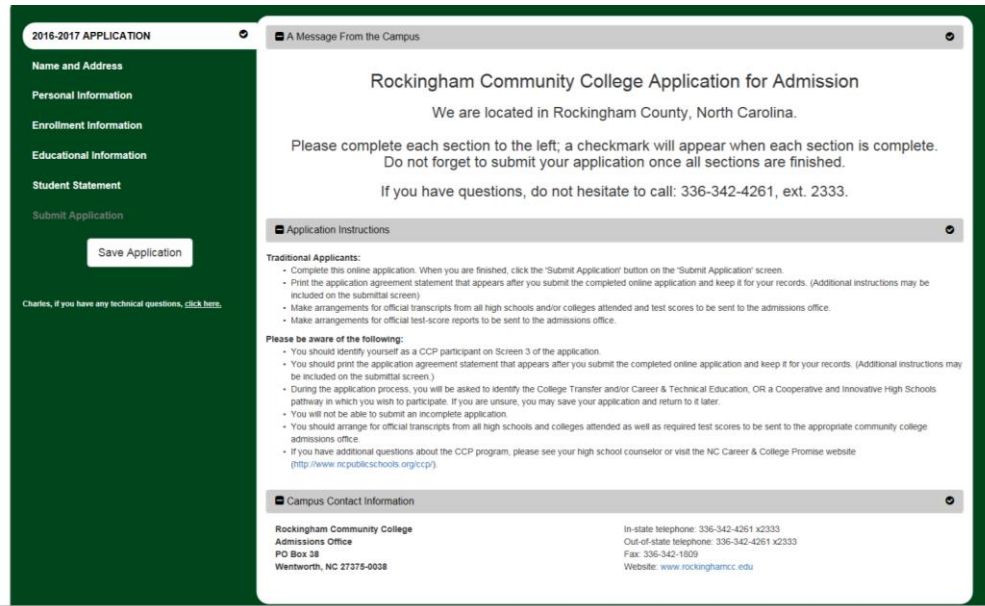 2016-2017 APPLICATION
Name and Address
Personal Information
Enrollment Information
Educational Information
Student Statement
Submit Application
Save Application
Charles, if you have any technical questions, click here.
A Message From the Campus
Rockingham Community College Application for Admission
We are located in Rockingham County, North Carolina.
Please complete each section to the left; a checkmark will appear when each section is complete.
Do not forget to submit your application once all sections are finished.
If you have questions, do not hesitate to call: 336-342-4261, ext. 2333.
Application Instructions
Traditional Applicants:
• Complete this online application. When you are finished, click the 'Submit Application' button on the 'Submit Application' screen.
• Print the application agreement statement that appears after you submit the completed online application and keep it for your records. (Additional instructions may be
included on the submittal screen)
• Make arrangements for official transcripts from all high schools and/or colleges attended and test scores to be sent to the admissions office.
• Make arrangements for official test-score reports to be sent to the admissions office.
Please be aware of the following:
• You should identify yourself as a CCP participant on Screen 3 of the application.
• You should print the application agreement statement that appears after you submit the completed online application and keep it for your records. (Additional instructions may
be included on the submittal screen.)
• During the application process, you will be asked to identify the College Transfer and/or Career & Technical Education, OR a Cooperative and Innovative High Schools
pathway in which you wish to participate. If you are unsure, you may save your application and return to it later.
• You will not be able to submit an incomplete application.
• You should arrange for official transcripts from all high schools and colleges attended as well as required test scores to be sent to the appropriate community college
admissions office.
• If you have additional questions about the CCP program, please see your high school counselor or visit the NC Career & College Promise website
(http://www.ncpublicschools.org/ccp/).
Campus Contact Information
Rockingham Community College
Admissions Office
PO Box 38
Wentworth, NC 27375-0038
In-state telephone: 336-342-4261 x2333
Out-of-state telephone: 336-342-4261 x2333
Fax: 336-342-1809
Website: www.rockinghamcc.edu